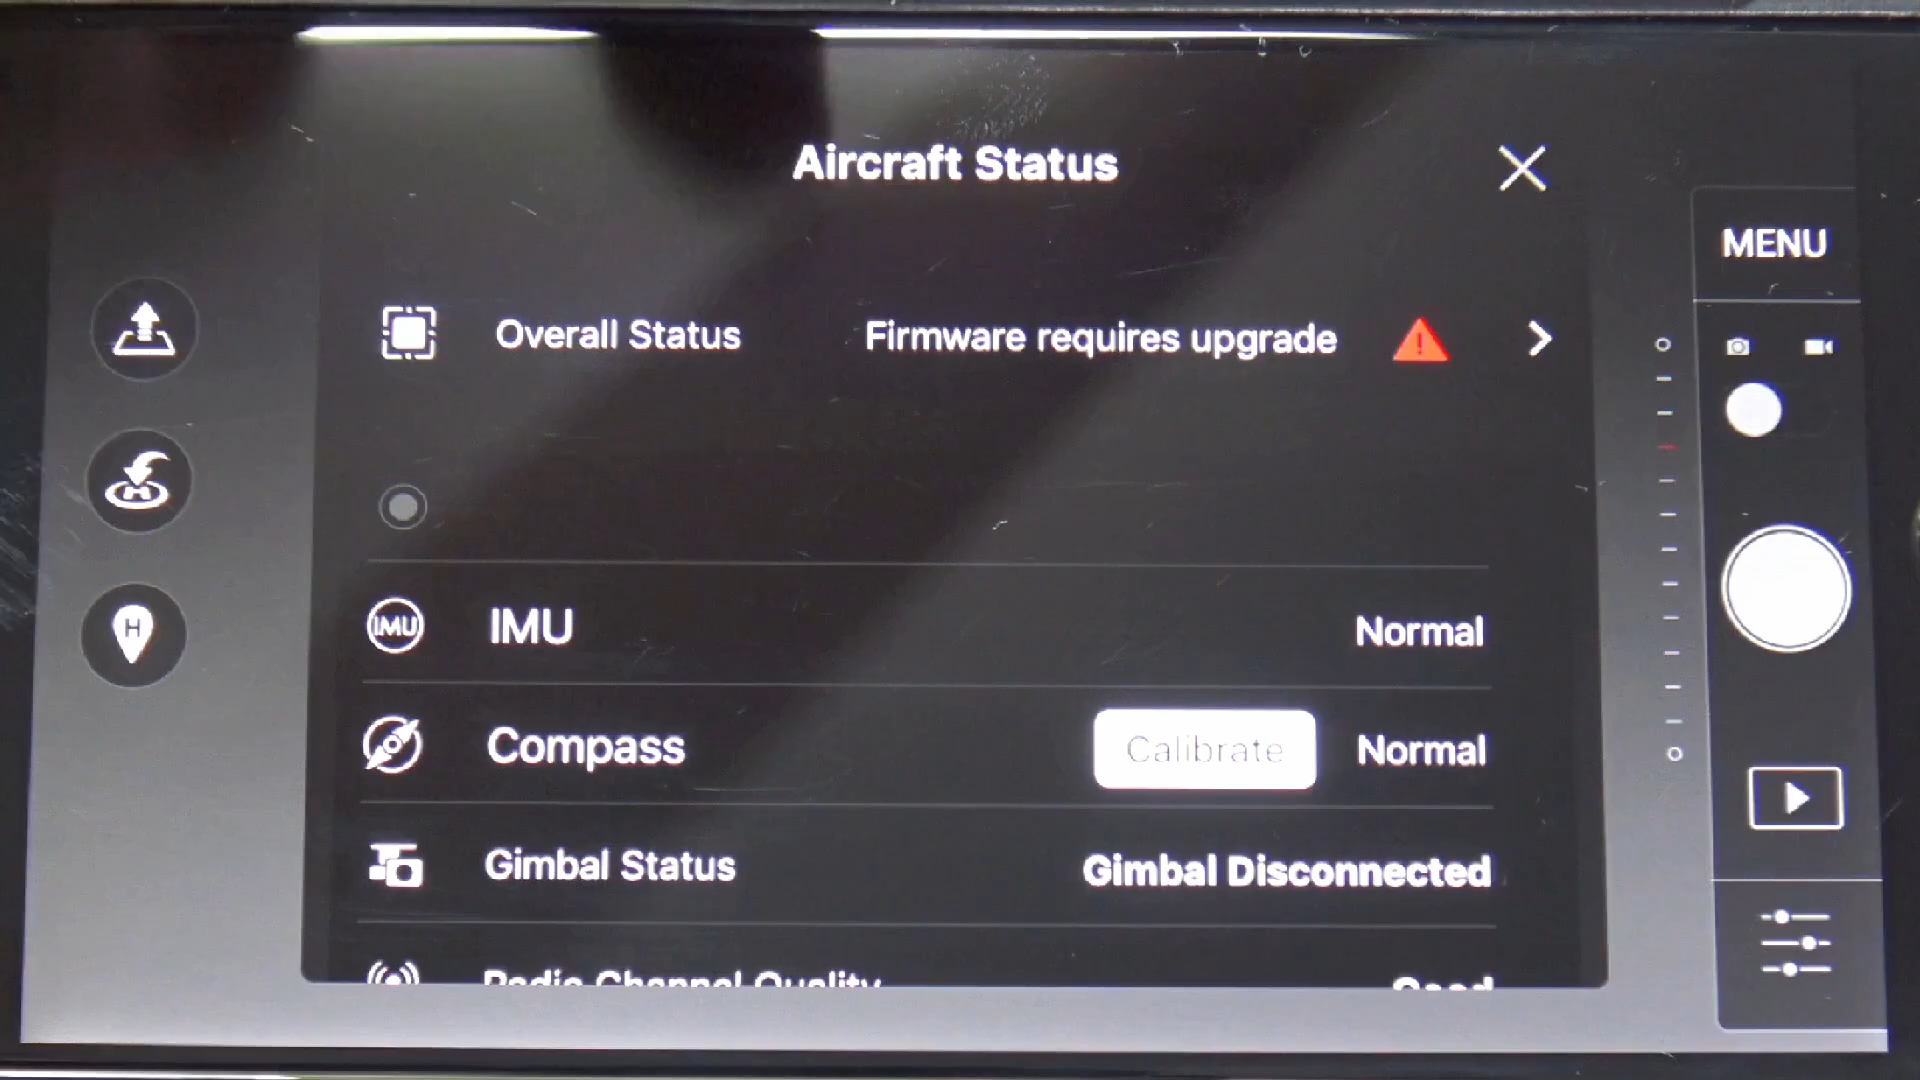 Aircraft Status
MENU
Overall Status Firmware requires upgrade
IMU IMU Normal
Compass Calibrate Normal
Gimbal Status Gimbal Disconnected
Radio Channel Quality Good
H
H